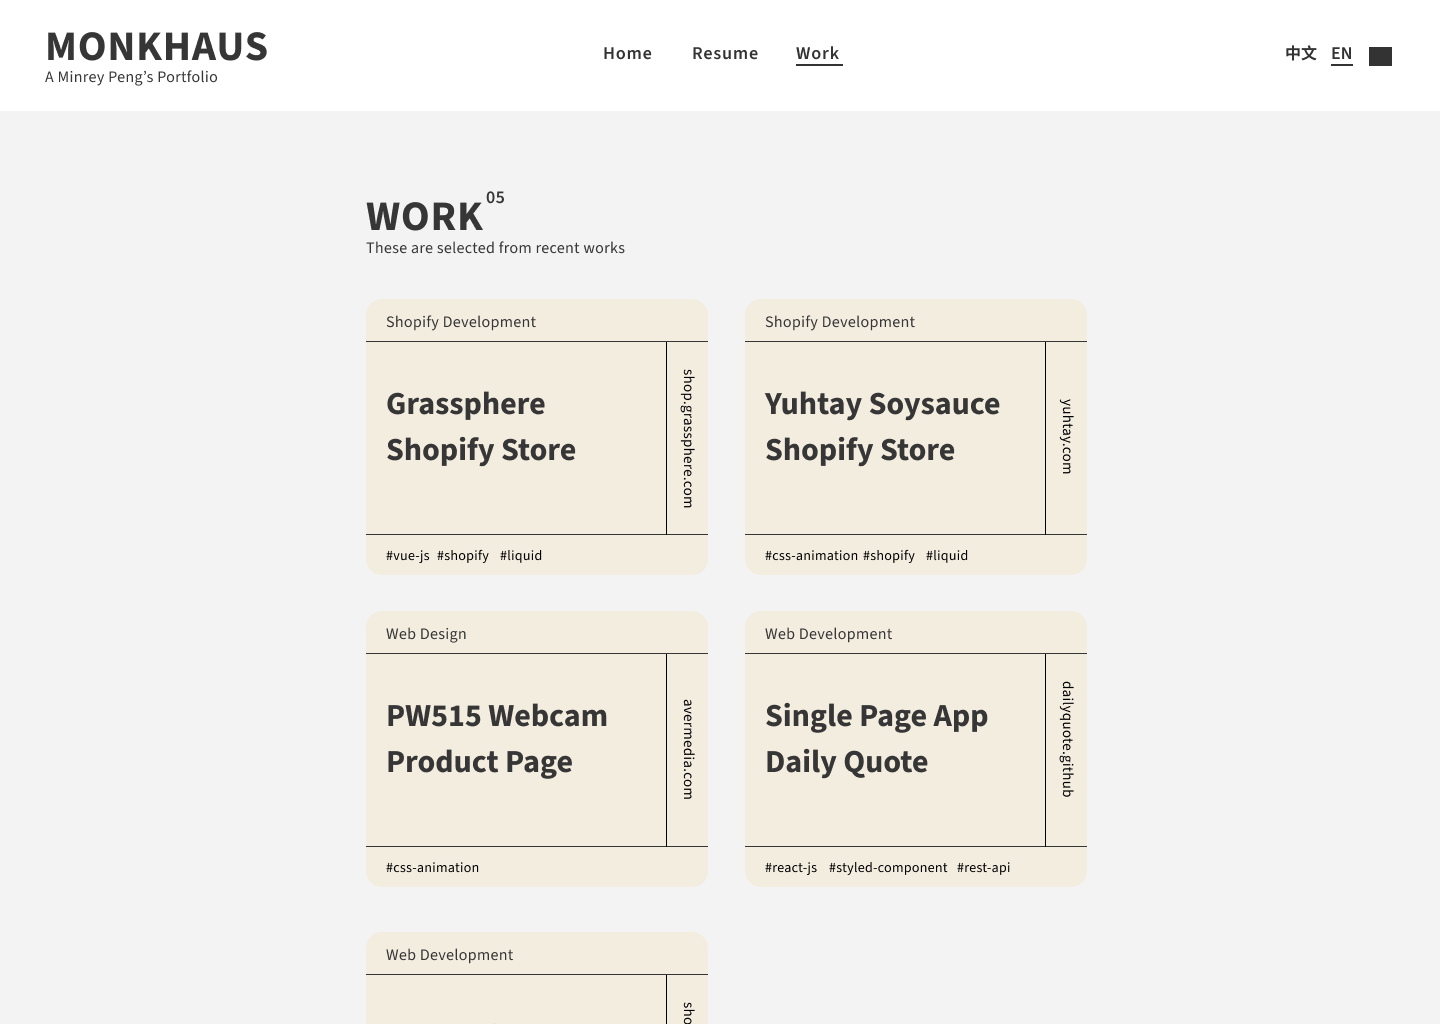 MONKHAUS
A Minrey Peng’s Portfolio
Home Resume Work
中文 EN
WORK 05
These are selected from recent works
Shopify Development
Grassphere
Shopify Store
shop.grassphere.com
#vue-js #shopify #liquid
Shopify Development
Yuhtay Soysauce
Shopify Store
yuhtay.com
#css-animation #shopify #liquid
Web Design
PW515 Webcam
Product Page
avermedia.com
#css-animation
Web Development
Single Page App
Daily Quote
dailyquote.github
#react-js #styled-component #rest-api
Web Development